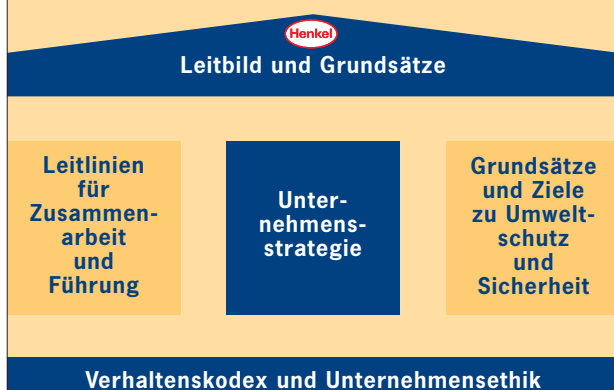 Henkel
Leitbild und Grundsätze
Leitlinien
für
Zusammen-
arbeit
und
Führung
Unter-
nehmens-
strategie
Grundsätze
und Ziele
zu Umwelt-
schutz
und
Sicherheit
Verhaltenskodex und Unternehmensethik